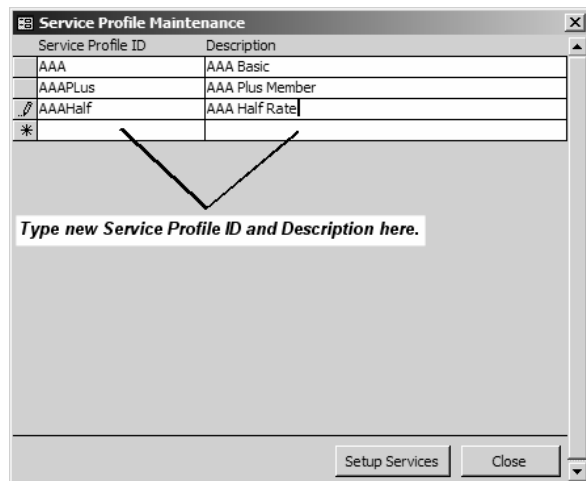 Service Profile Maintenance
Service Profile ID Description
AAA AAA Basic
AAAPLus AAA Plus Member
AAAHalf AAA Half Rate
Type new Service Profile ID and Description here.
Setup Services Close